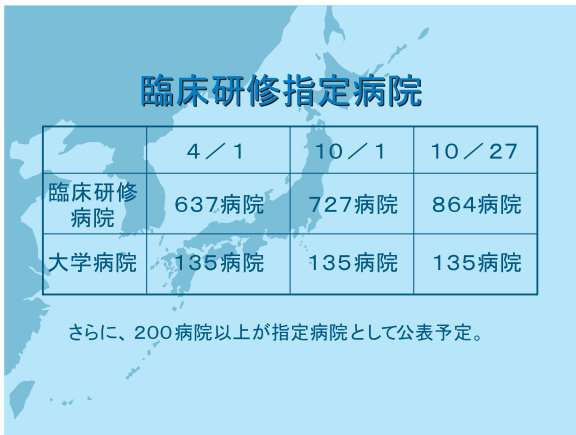 臨床研修指定病院
４／１ １０／１ １０／２７
臨床研修
病院 ６３７病院 ７２７病院 ８６４病院
大学病院 １３５病院 １３５病院 １３５病院
さらに、２００病院以上が指定病院として公表予定。